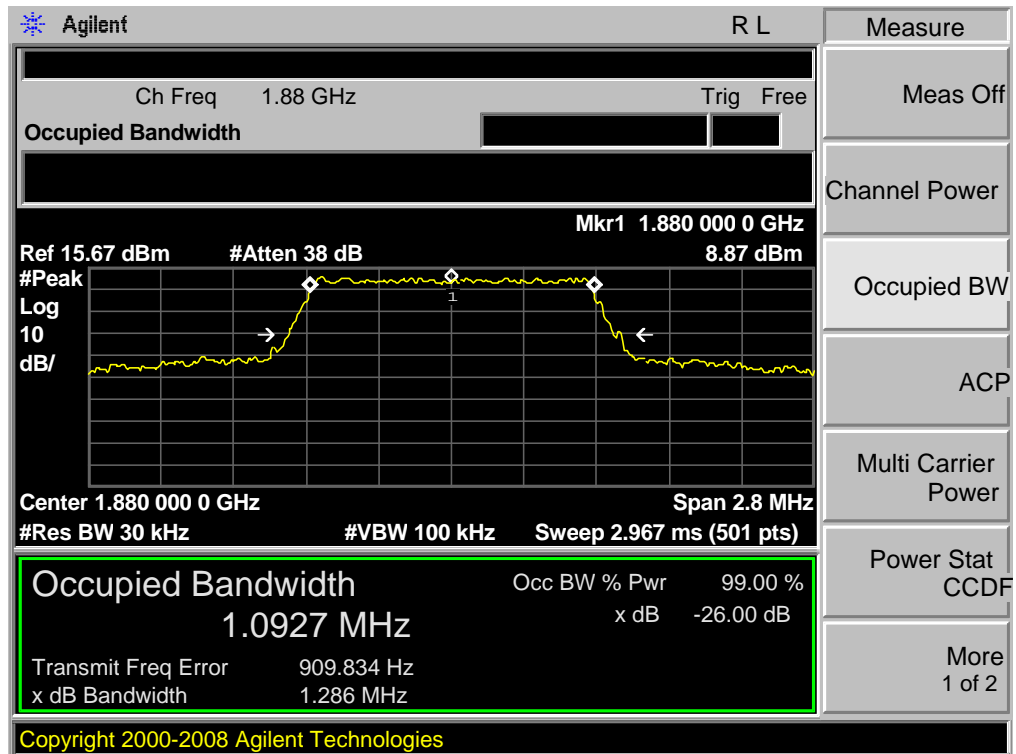 Agilent R L
Measure
Ch Freq 1.88 GHz Trig Free
Occupied Bandwidth
Meas Off
Channel Power
Mkr1 1.880 000 0 GHz
Ref 15.67 dBm #Atten 38 dB 8.87 dBm
#Peak
Log
10
dB/
1
Occupied BW
ACP
Multi Carrier
Power
Center 1.880 000 0 GHz Span 2.8 MHz
#Res BW 30 kHz #VBW 100 kHz Sweep 2.967 ms (501 pts)
Occupied Bandwidth Occ BW % Pwr 99.00 %
1.0927 MHz x dB -26.00 dB
Transmit Freq Error 909.834 Hz
x dB Bandwidth 1.286 MHz
Power Stat
CCDF
More
1 of 2
Copyright 2000-2008 Agilent Technologies